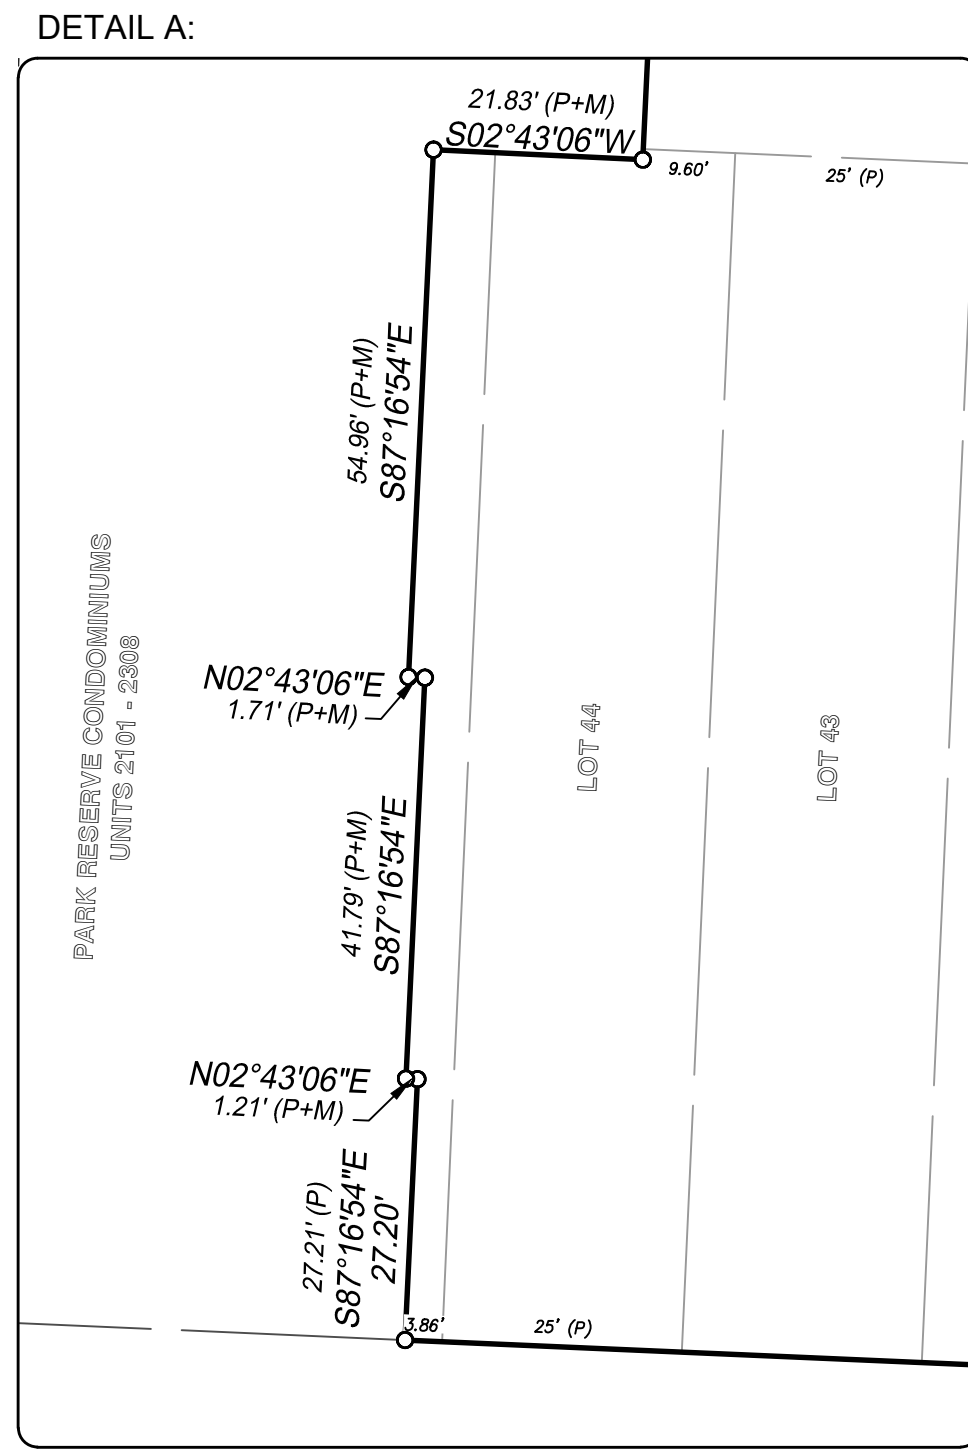 DETAIL A:
21.83' (P+M)
S02°43'06"W
9.60'
25' (P)
54.96' (P+M)
S87°16'54"E
PARK RESERVE CONDOMINIUMS
UNITS 2101 - 2308
N02°43'06"E
1.71' (P+M)
LOT 44
LOT 43
41.79' (P+M)
S87°16'54"E
N02°43'06"E
1.21' (P+M)
27.21' (P)
S87°16'54"E
27.20'
3.86'
25' (P)